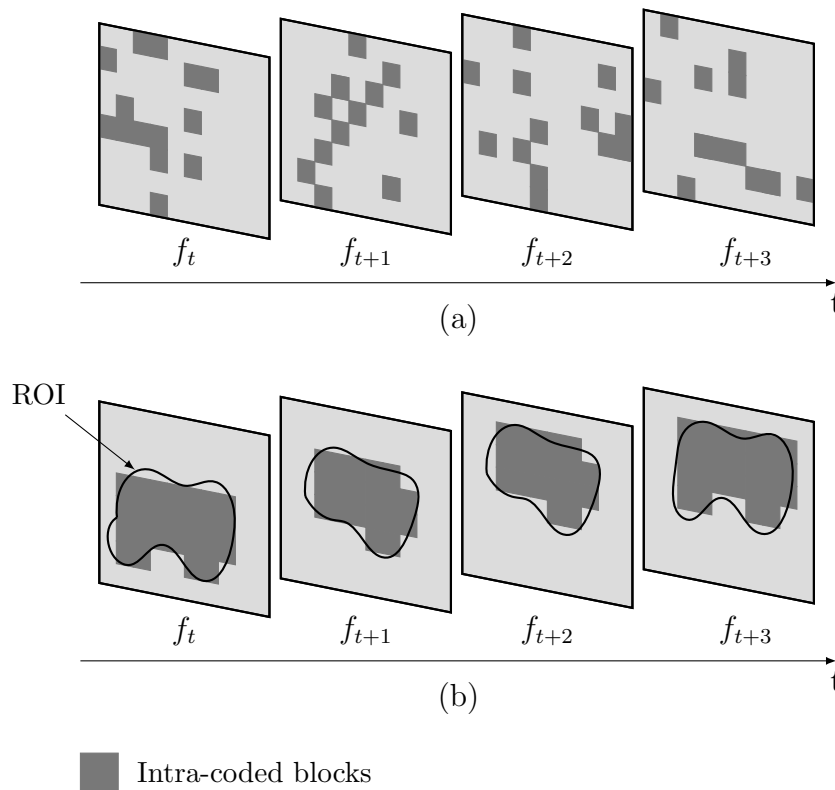 f_t f_{t+1} f_{t+2} f_{t+3}
t
(a)
ROI
f_t f_{t+1} f_{t+2} f_{t+3}
t
(b)
Intra-coded blocks